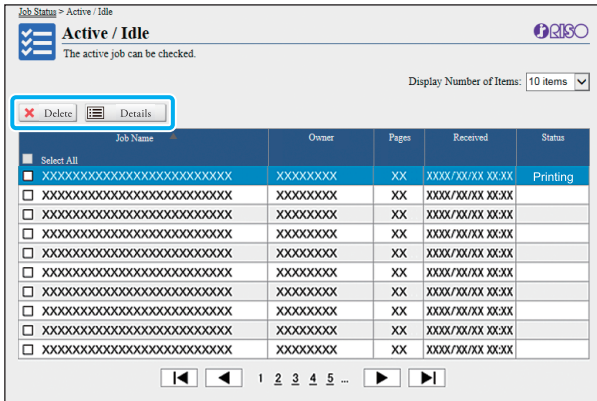 Job Status > Active / Idle
Active / Idle
RISO
The active job can be checked.
Display Number of Items: 10 items
Delete Details
Job Name Owner Pages Received Status
Select All
XXXXXXXXXXXXXXXXXXXXXXXXX XXXXXXXX XX XXXX/XX/XX XX:XX Printing
XXXXXXXXXXXXXXXXXXXXXXXXX XXXXXXXX XX XXXX/XX/XX XX:XX
XXXXXXXXXXXXXXXXXXXXXXXXX XXXXXXXX XX XXXX/XX/XX XX:XX
XXXXXXXXXXXXXXXXXXXXXXXXX XXXXXXXX XX XXXX/XX/XX XX:XX
XXXXXXXXXXXXXXXXXXXXXXXXX XXXXXXXX XX XXXX/XX/XX XX:XX
XXXXXXXXXXXXXXXXXXXXXXXXX XXXXXXXX XX XXXX/XX/XX XX:XX
XXXXXXXXXXXXXXXXXXXXXXXXX XXXXXXXX XX XXXX/XX/XX XX:XX
XXXXXXXXXXXXXXXXXXXXXXXXX XXXXXXXX XX XXXX/XX/XX XX:XX
XXXXXXXXXXXXXXXXXXXXXXXXX XXXXXXXX XX XXXX/XX/XX XX:XX
XXXXXXXXXXXXXXXXXXXXXXXXX XXXXXXXX XX XXXX/XX/XX XX:XX
1 2 3 4 5 ...